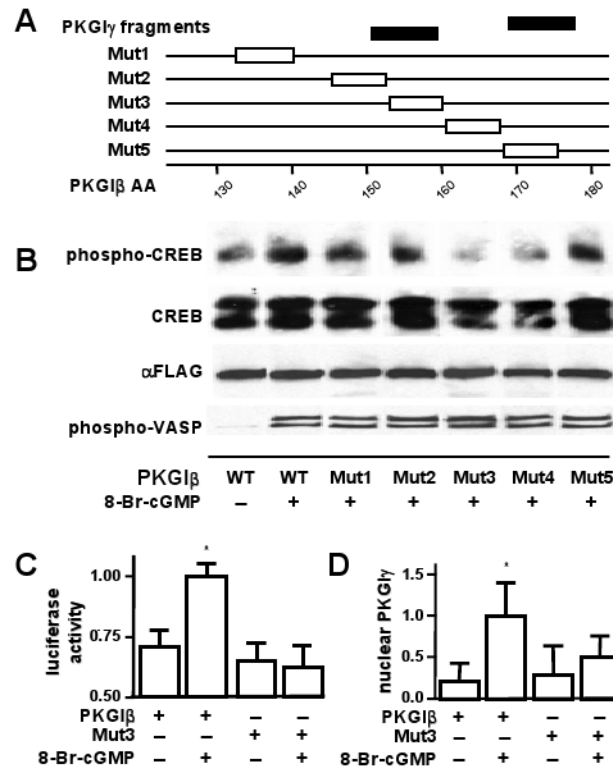 A
PKGIγ fragments
Mut1
Mut2
Mut3
Mut4
Mut5
PKGIβ AA 130 140 150 160 170 180
B
phospho-CREB
CREB
αFLAG
phospho-VASP
PKGIβ WT WT Mut1 Mut2 Mut3 Mut4 Mut5
8-Br-cGMP – + + + + + +
C
luciferase activity
1.00
0.75
0.50
*
PKGIβ + + – –
Mut3 – – + +
8-Br-cGMP – + – +
D
nuclear PKGIγ
1.5
1.0
0.5
0.0
*
PKGIβ + + – –
Mut3 – – + +
8-Br-cGMP – + – +